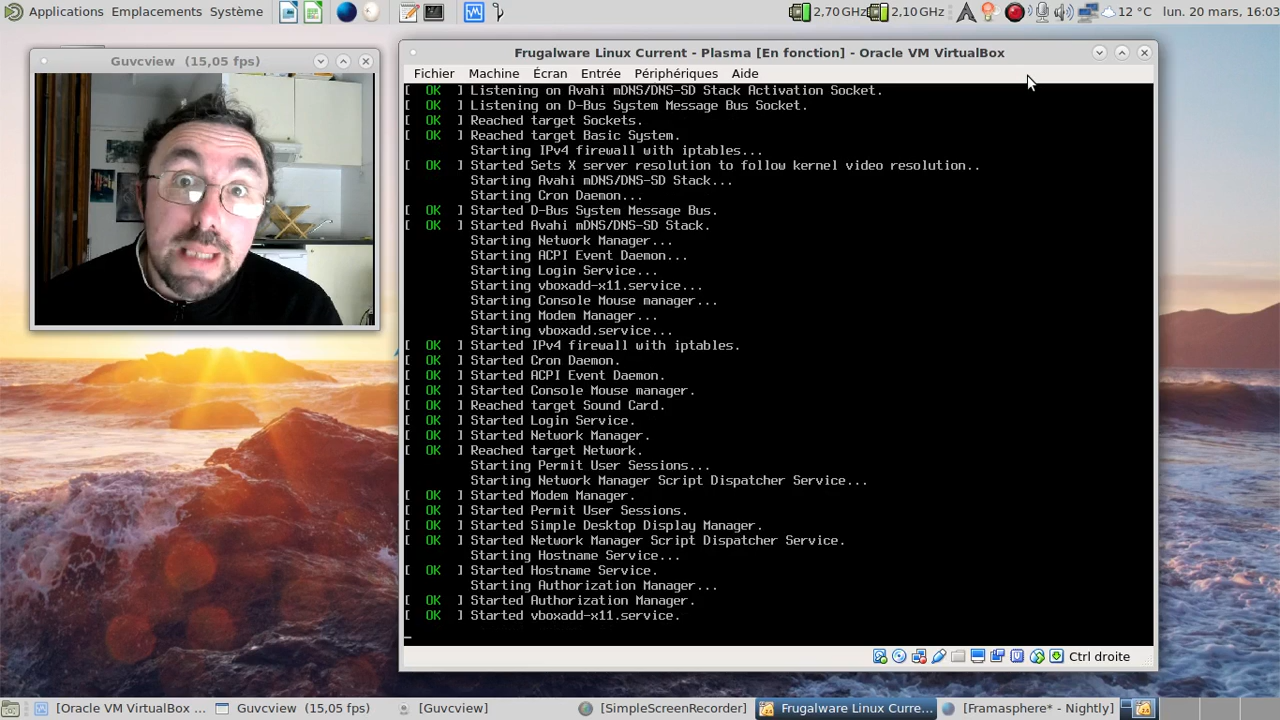 Applications Emplacements Système 2,70 GHz 2,10 GHz 12 °C lun. 20 mars, 16:03
Guvcview (15,05 fps)
Frugalware Linux Current - Plasma [En fonction] - Oracle VM VirtualBox
Fichier Machine Écran Entrée Périphériques Aide
[ OK ] Listening on Avahi mDNS/DNS-SD Stack Activation Socket.
[ OK ] Listening on D-Bus System Message Bus Socket.
[ OK ] Reached target Sockets.
[ OK ] Reached target Basic System.
Starting IPv4 firewall with iptables...
[ OK ] Started Sets X server resolution to follow kernel video resolution..
Starting Avahi mDNS/DNS-SD Stack...
Starting Cron Daemon...
[ OK ] Started D-Bus System Message Bus.
[ OK ] Started Avahi mDNS/DNS-SD Stack.
Starting Network Manager...
Starting ACPI Event Daemon...
Starting Login Service...
Starting vboxadd-x11.service...
Starting Console Mouse manager...
Starting Modem Manager...
Starting vboxadd.service...
[ OK ] Started IPv4 firewall with iptables.
[ OK ] Started Cron Daemon.
[ OK ] Started ACPI Event Daemon.
[ OK ] Started Console Mouse manager.
[ OK ] Reached target Sound Card.
[ OK ] Started Login Service.
[ OK ] Started Network Manager.
[ OK ] Reached target Network.
Starting Permit User Sessions...
Starting Network Manager Script Dispatcher Service...
[ OK ] Started Modem Manager.
[ OK ] Started Permit User Sessions.
[ OK ] Started Simple Desktop Display Manager.
[ OK ] Started Network Manager Script Dispatcher Service.
Starting Hostname Service...
[ OK ] Started Hostname Service.
Starting Authorization Manager...
[ OK ] Started Authorization Manager.
[ OK ] Started vboxadd-x11.service.
Ctrl droite
[Oracle VM VirtualBox ... Guvcview (15,05 fps) [Guvcview] [SimpleScreenRecorder] Frugalware Linux Curre... [Framasphere* - Nightly]